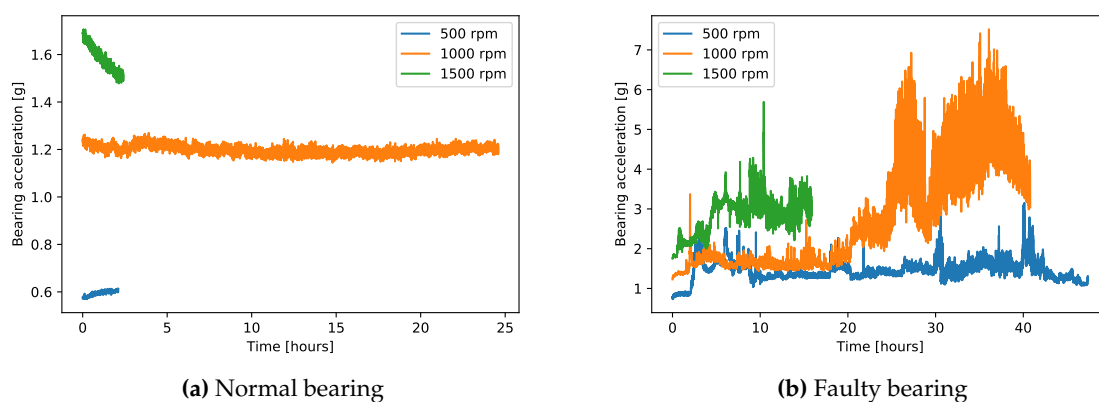 1.6
1.4
1.2
1.0
0.8
0.6
Bearing acceleration [g]
500 rpm
1000 rpm
1500 rpm
0 5 10 15 20 25
Time [hours]
(a) Normal bearing
7
6
5
4
3
2
1
Bearing acceleration [g]
500 rpm
1000 rpm
1500 rpm
0 10 20 30 40
Time [hours]
(b) Faulty bearing